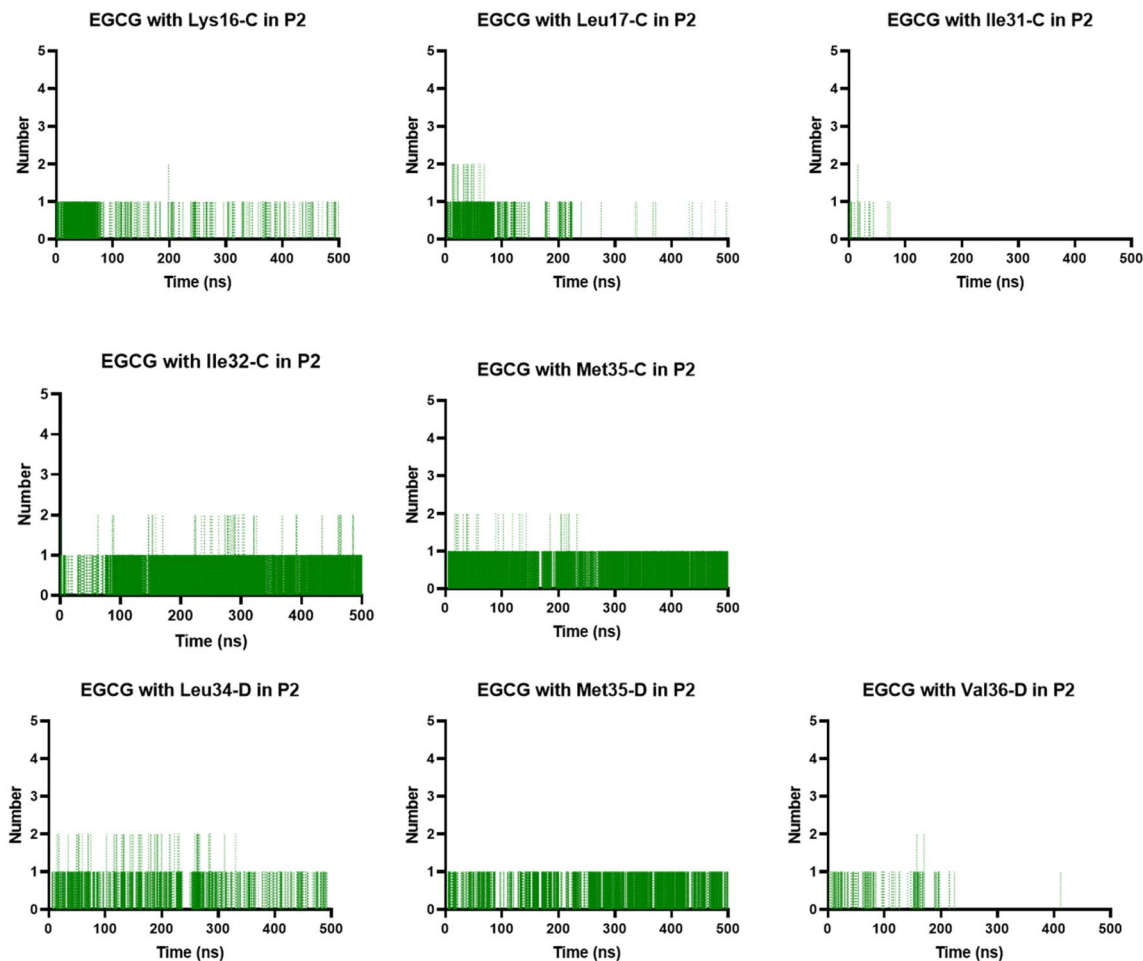 EGCG with Lys16-C in P2
5
4
3
2
1
0
Number
0 100 200 300 400 500
Time (ns)
EGCG with Leu17-C in P2
5
4
3
2
1
0
Number
0 100 200 300 400 500
Time (ns)
EGCG with Ile31-C in P2
5
4
3
2
1
0
Number
0 100 200 300 400 500
Time (ns)
EGCG with Ile32-C in P2
5
4
3
2
1
0
Number
0 100 200 300 400 500
Time (ns)
EGCG with Met35-C in P2
5
4
3
2
1
0
Number
0 100 200 300 400 500
Time (ns)
EGCG with Leu34-D in P2
5
4
3
2
1
0
Number
0 100 200 300 400 500
Time (ns)
EGCG with Met35-D in P2
5
4
3
2
1
0
Number
0 100 200 300 400 500
Time (ns)
EGCG with Val36-D in P2
5
4
3
2
1
0
Number
0 100 200 300 400 500
Time (ns)